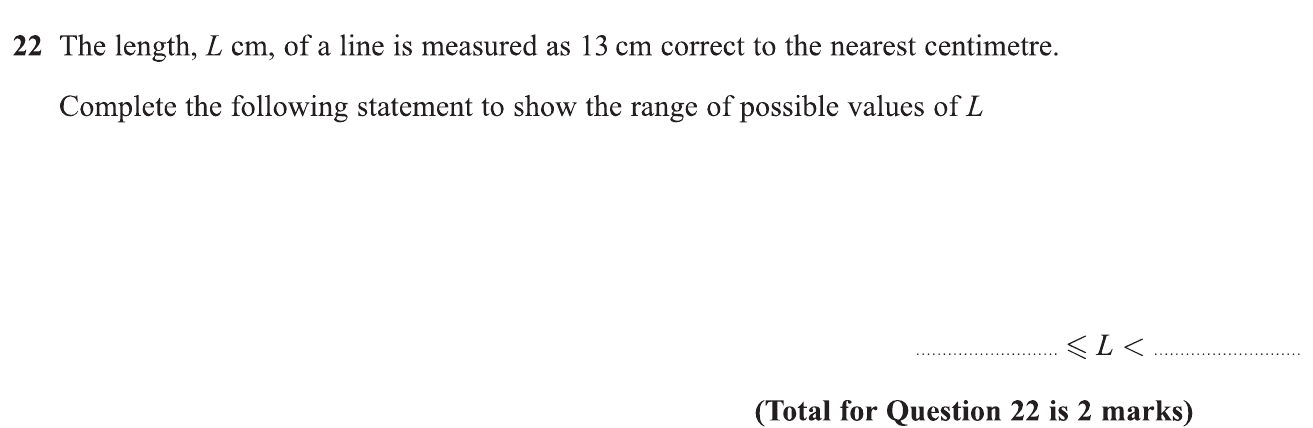 22 The length, L cm, of a line is measured as 13 cm correct to the nearest centimetre.
Complete the following statement to show the range of possible values of L
........................... ⩽ L < ............................
(Total for Question 22 is 2 marks)